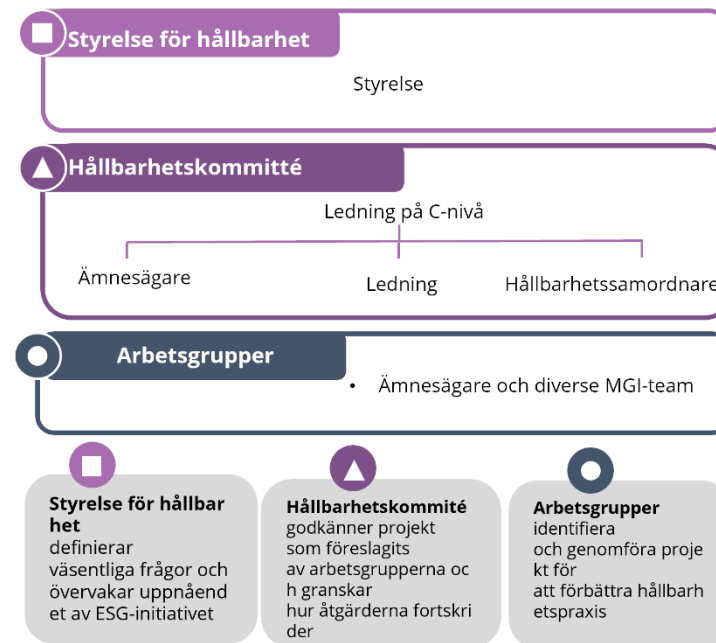 Styrelse för hållbarhet
Styrelse
Hållbarhetskommitté
Ledning på C-nivå
Ämnesägare
Ledning
Hållbarhetssamordnare
Arbetsgrupper
• Ämnesägare och diverse MGI-team
Styrelse för hållbar
het
definierar
väsentliga frågor och
övervakar uppnåend
et av ESG-initiativet
Hållbarhetskommité
godkänner projekt
som föreslagits
av arbetsgrupperna oc
h granskar
hur åtgärderna fortskri
der
Arbetsgrupper
identifiera
och genomföra proje
kt för
att förbättra hållbarh
etspraxis